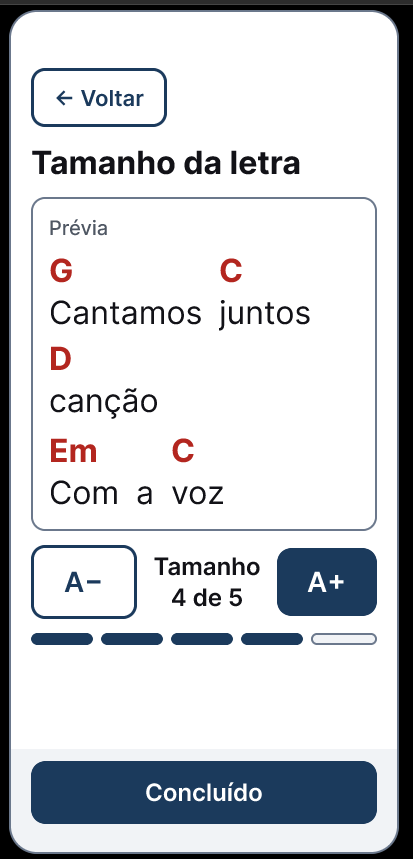 ← Voltar
Tamanho da letra
Prévia
G C
Cantamos juntos
D
canção
Em C
Com a voz
A− Tamanho 4 de 5 A+
Concluído